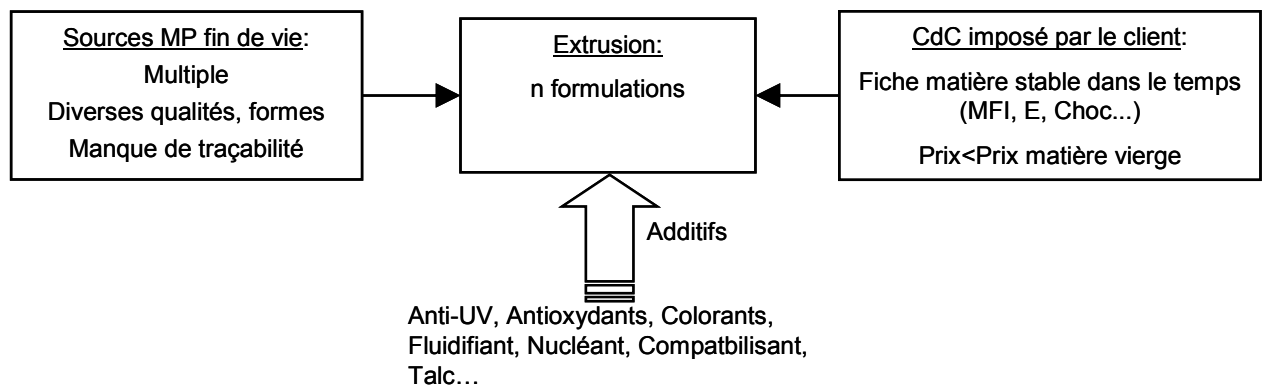 Sources MP fin de vie:
Multiple
Diverses qualités, formes
Manque de traçabilité
Extrusion:
n formulations
CdC imposé par le client:
Fiche matière stable dans le temps
(MFI, E, Choc...)
Prix<Prix matière vierge
Additifs
Anti-UV, Antioxydants, Colorants,
Fluidifiant, Nucléant, Compatbilisant,
Talc…